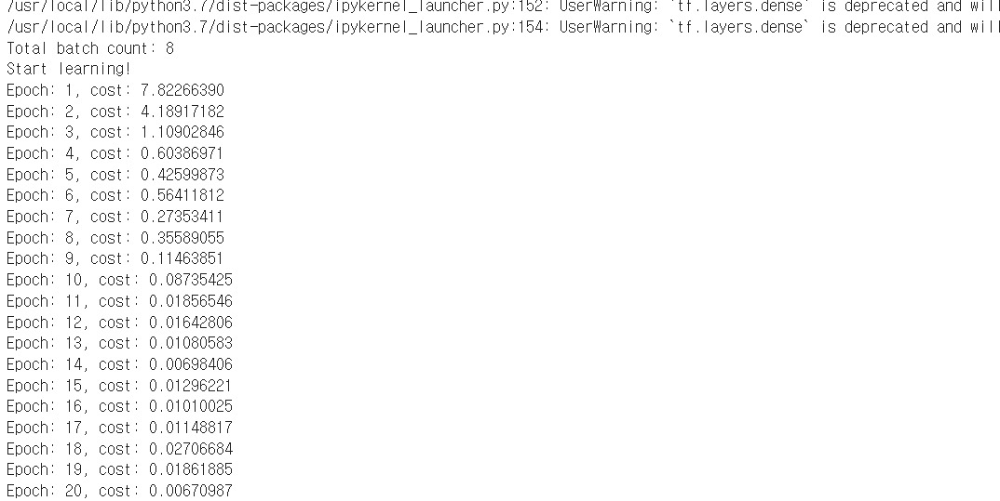 /usr/local/lib/python3.7/dist-packages/ipykernel_launcher.py:152: UserWarning: `tf.layers.dense` is deprecated and will
/usr/local/lib/python3.7/dist-packages/ipykernel_launcher.py:154: UserWarning: `tf.layers.dense` is deprecated and will
Total batch count: 8
Start learning!
Epoch: 1, cost: 7.82266390
Epoch: 2, cost: 4.18917182
Epoch: 3, cost: 1.10902846
Epoch: 4, cost: 0.60386971
Epoch: 5, cost: 0.42599873
Epoch: 6, cost: 0.56411812
Epoch: 7, cost: 0.27353411
Epoch: 8, cost: 0.35589055
Epoch: 9, cost: 0.11463851
Epoch: 10, cost: 0.08735425
Epoch: 11, cost: 0.01856546
Epoch: 12, cost: 0.01642806
Epoch: 13, cost: 0.01080583
Epoch: 14, cost: 0.00698406
Epoch: 15, cost: 0.01296221
Epoch: 16, cost: 0.01010025
Epoch: 17, cost: 0.01148817
Epoch: 18, cost: 0.02706684
Epoch: 19, cost: 0.01861885
Epoch: 20, cost: 0.00670987